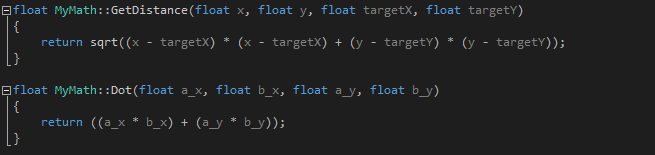 float MyMath::GetDistance(float x, float y, float targetX, float targetY)
{
    return sqrt((x - targetX) * (x - targetX) + (y - targetY) * (y - targetY));
}
float MyMath::Dot(float a_x, float b_x, float a_y, float b_y)
{
    return ((a_x * b_x) + (a_y * b_y));
}